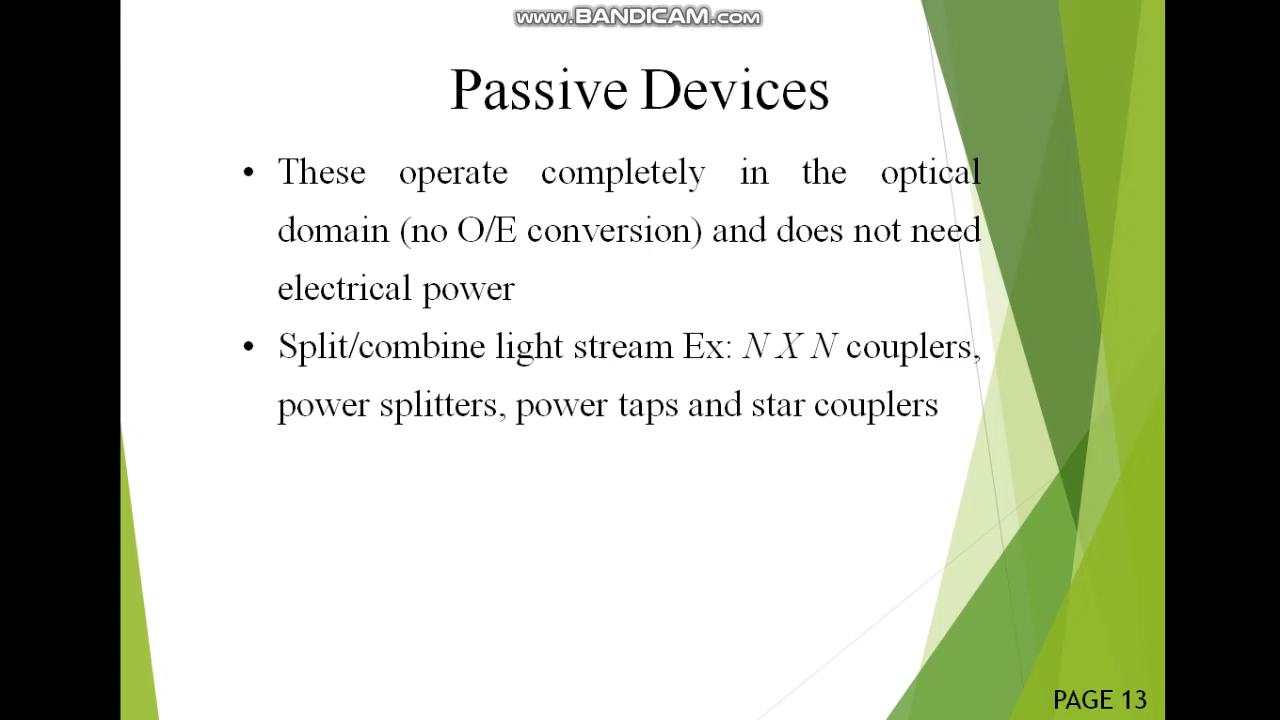 www.BANDICAM.com
Passive Devices
• These operate completely in the optical
domain (no O/E conversion) and does not need
electrical power
• Split/combine light stream Ex: N X N couplers,
power splitters, power taps and star couplers
PAGE 13